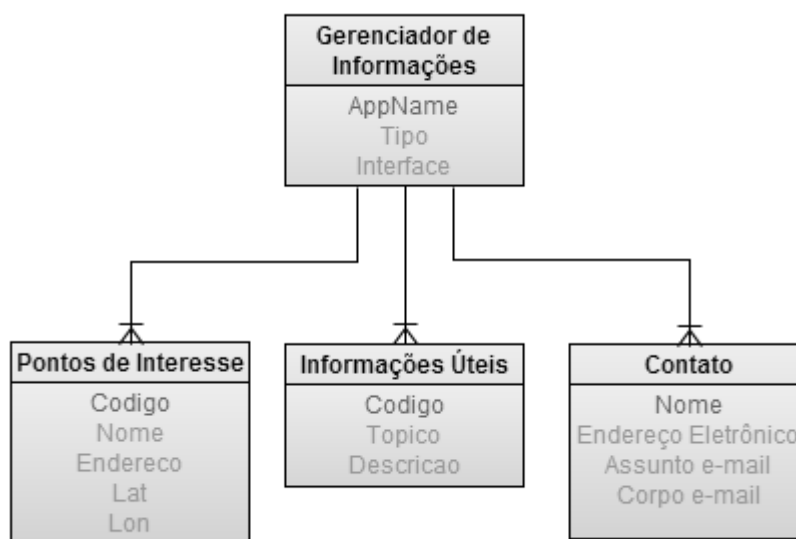 Gerenciador de
Informações
AppName
Tipo
Interface
Pontos de Interesse
Codigo
Nome
Endereco
Lat
Lon
Informações Úteis
Codigo
Topico
Descricao
Contato
Nome
Endereço Eletrônico
Assunto e-mail
Corpo e-mail